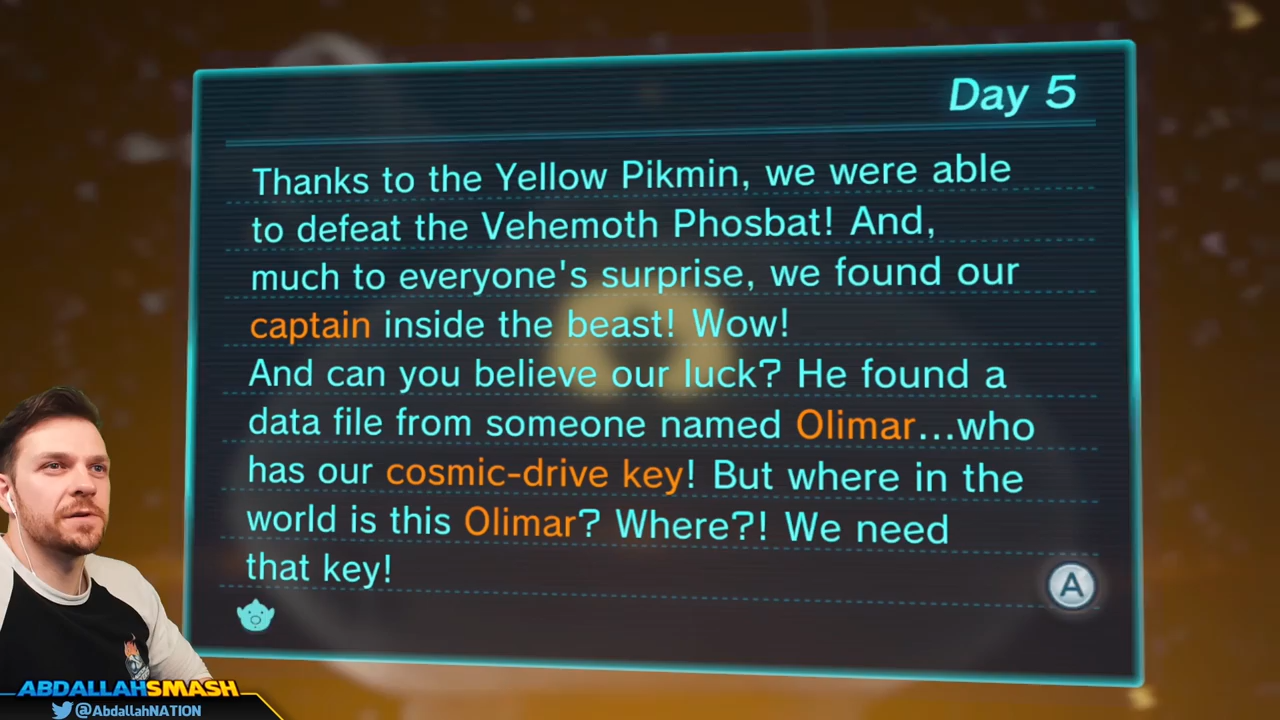 Day 5
Thanks to the Yellow Pikmin, we were able
to defeat the Vehemoth Phosbat! And,
much to everyone's surprise, we found our
captain inside the beast! Wow!
And can you believe our luck? He found a
data file from someone named Olimar...who
has our cosmic-drive key! But where in the
world is this Olimar? Where?! We need
that key!
A
ABDALLAHSMASH
@AbdallahNATION